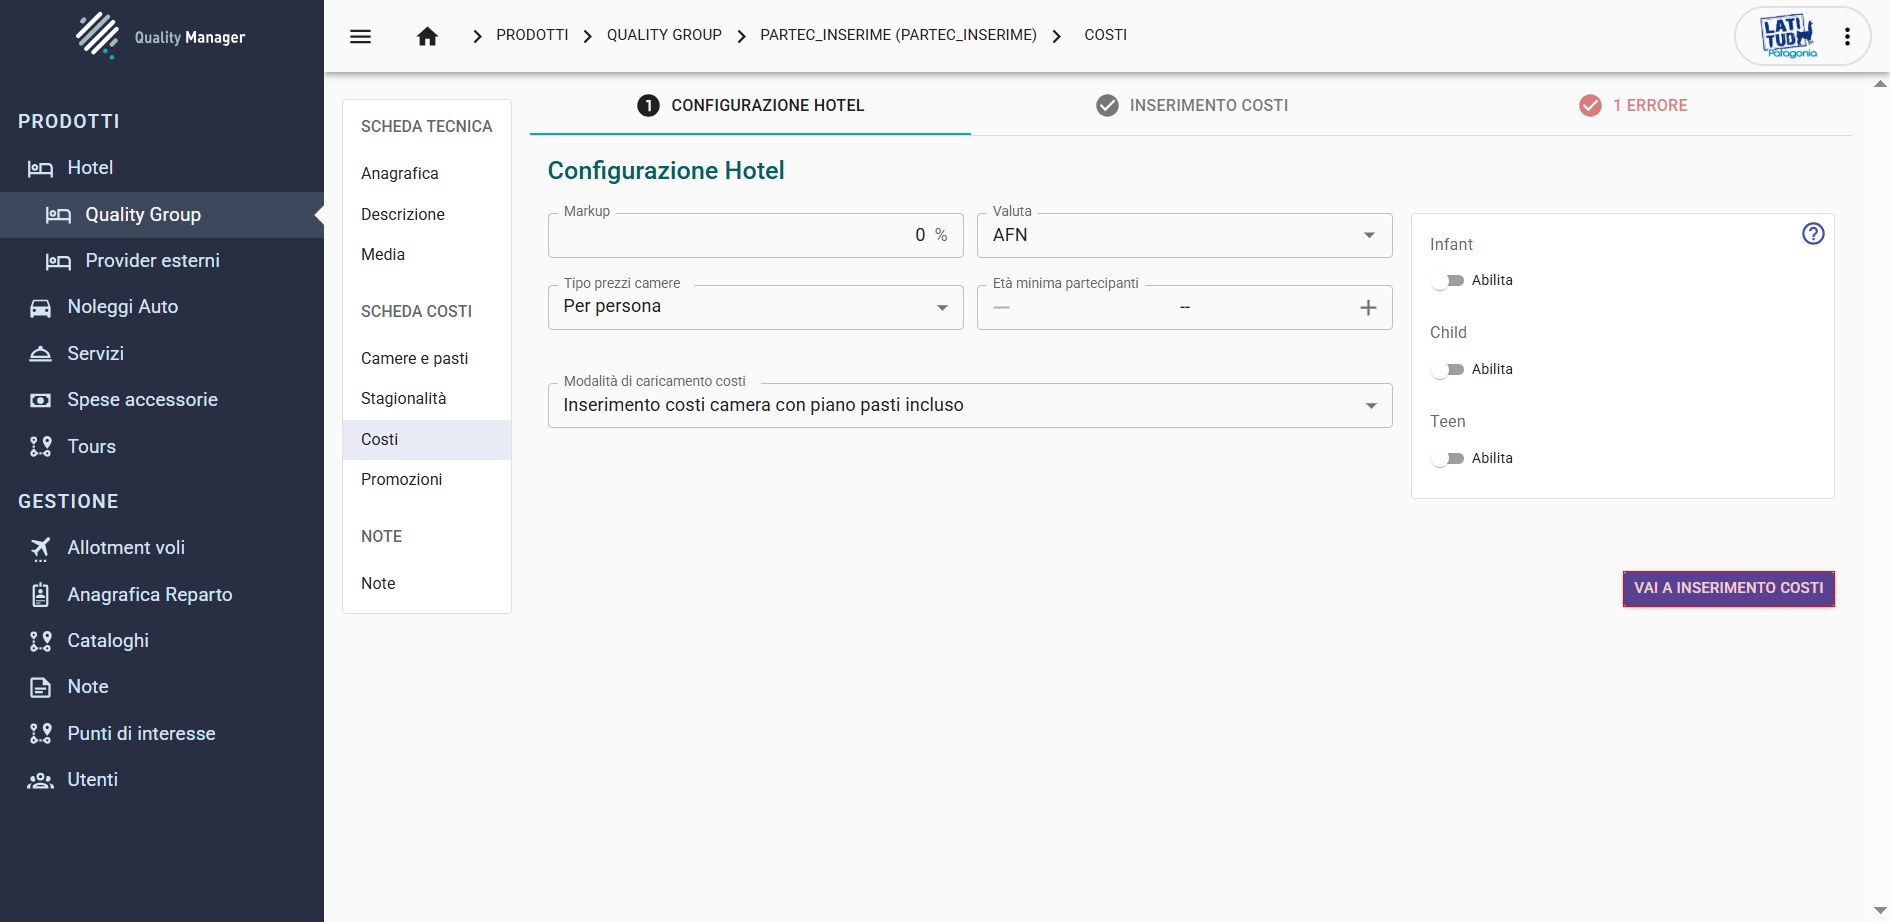 Quality Manager
PRODOTTI
QUALITY GROUP
PARTEC_INSERIME (PARTEC_INSERIME)
COSTI
LATI
TUD
Patagonia
PRODOTTI
Hotel
Quality Group
Provider esterni
Noleggi Auto
Servizi
Spese accessorie
Tours
GESTIONE
Allotment voli
Anagrafica Reparto
Cataloghi
Note
Punti di interesse
Utenti
SCHEDA TECNICA
Anagrafica
Descrizione
Media
SCHEDA COSTI
Camere e pasti
Stagionalità
Costi
Promozioni
NOTE
Note
1 CONFIGURAZIONE HOTEL
INSERIMENTO COSTI
1 ERRORE
Configurazione Hotel
Markup
0 %
Valuta
AFN
Tipo prezzi camere
Per persona
Età minima partecipanti
--
Modalità di caricamento costi
Inserimento costi camera con piano pasti incluso
Infant
Abilita
Child
Abilita
Teen
Abilita
VAI A INSERIMENTO COSTI